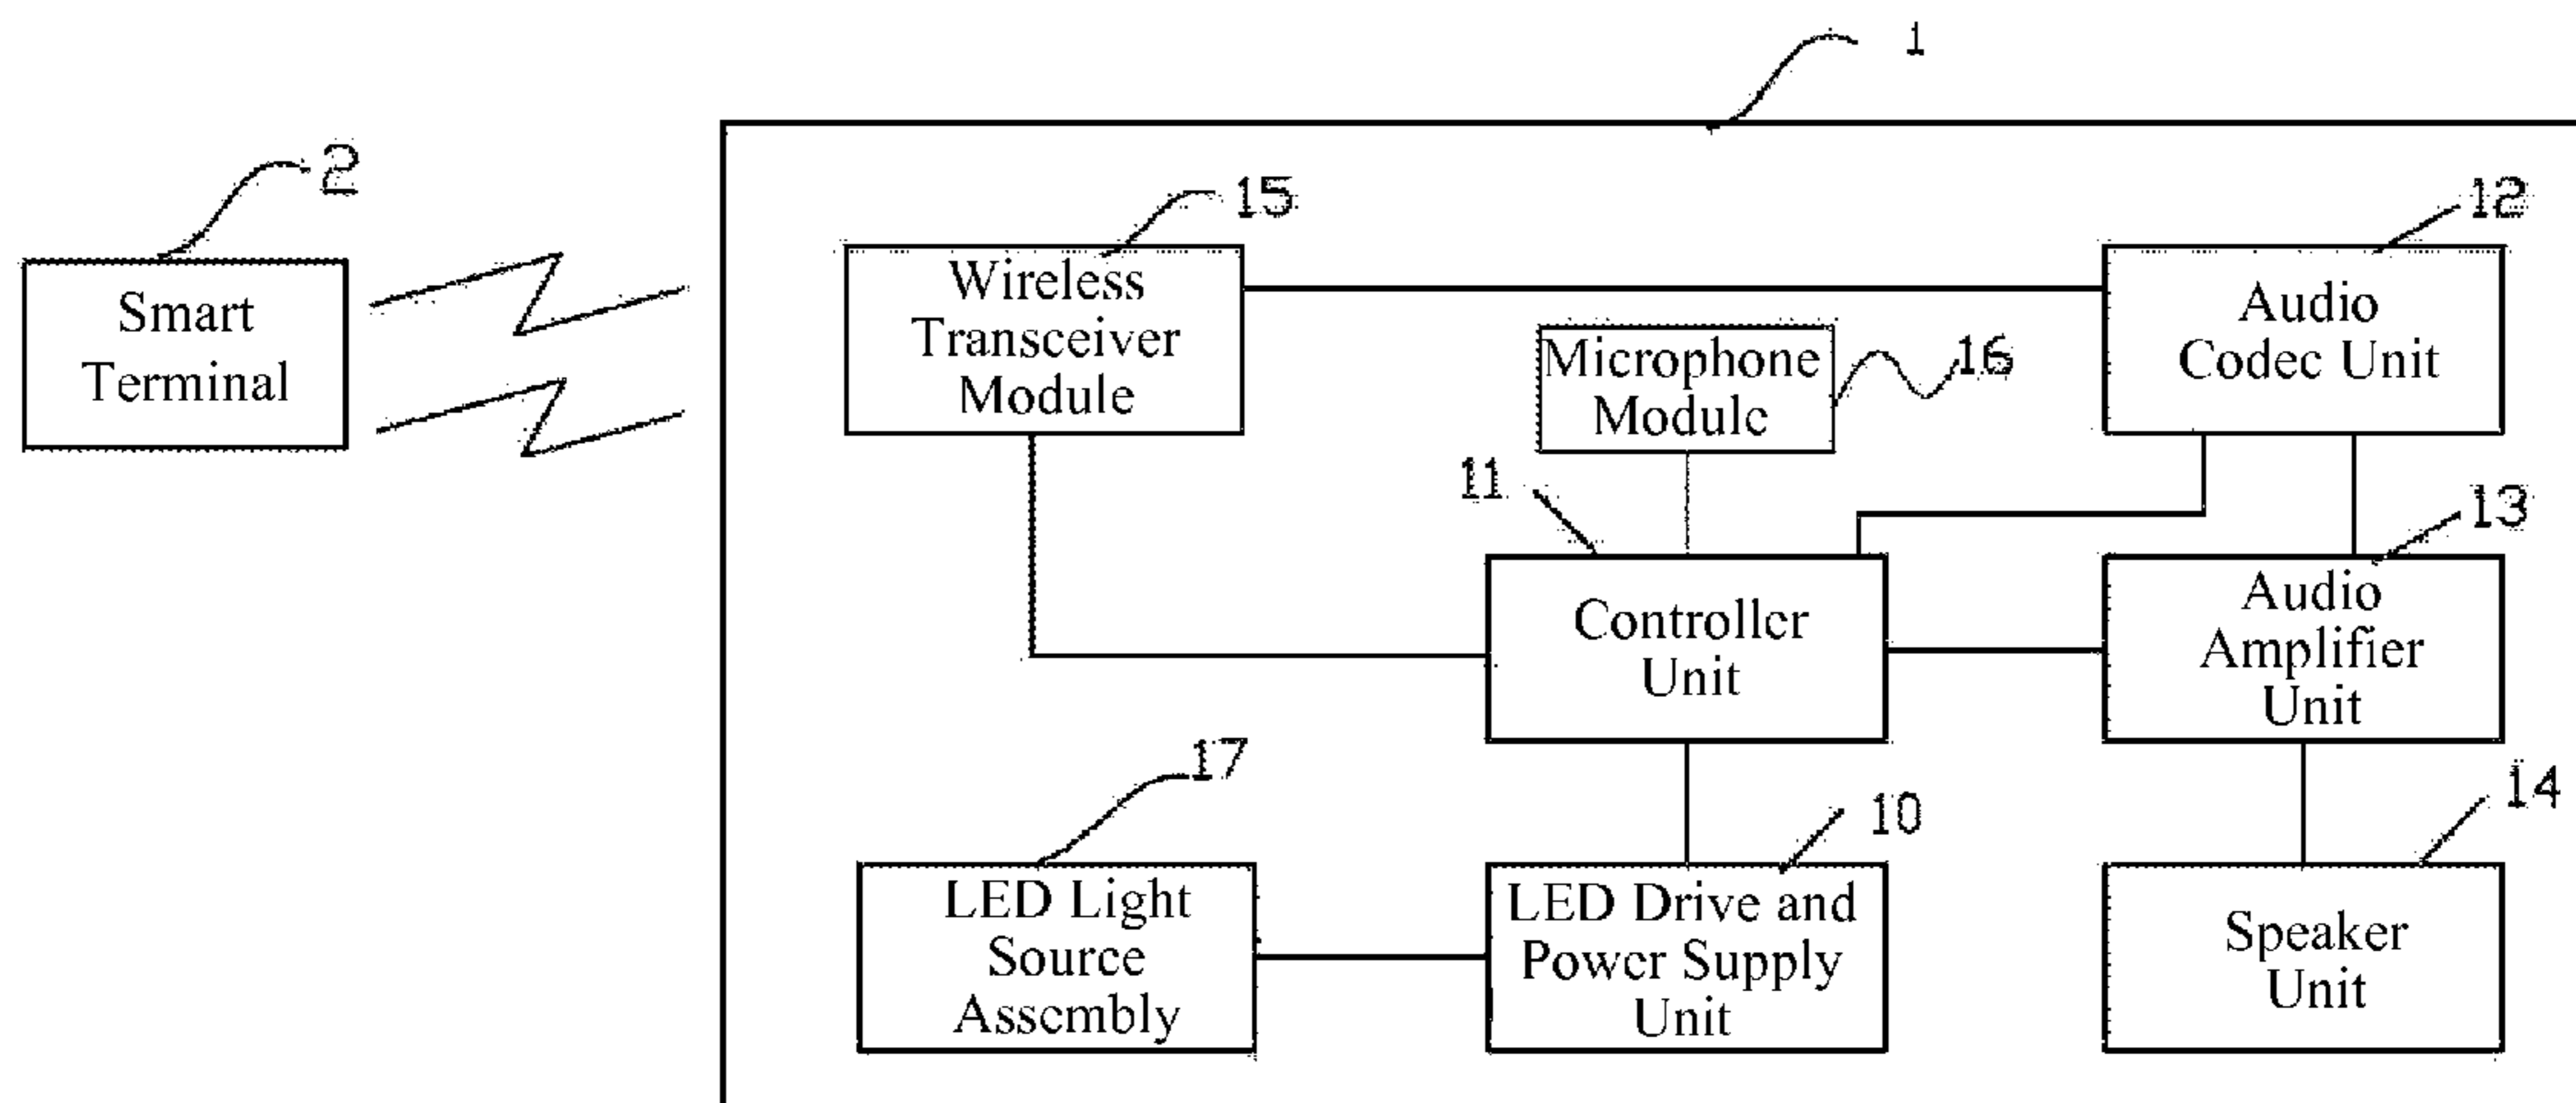 1
2
Smart
Terminal
15
Wireless
Transceiver
Module
12
Audio
Codec Unit
Microphone
Module
16
11
Controller
Unit
13
Audio
Amplifier
Unit
17
LED Light
Source
Assembly
10
LED Drive and
Power Supply
Unit
14
Speaker
Unit